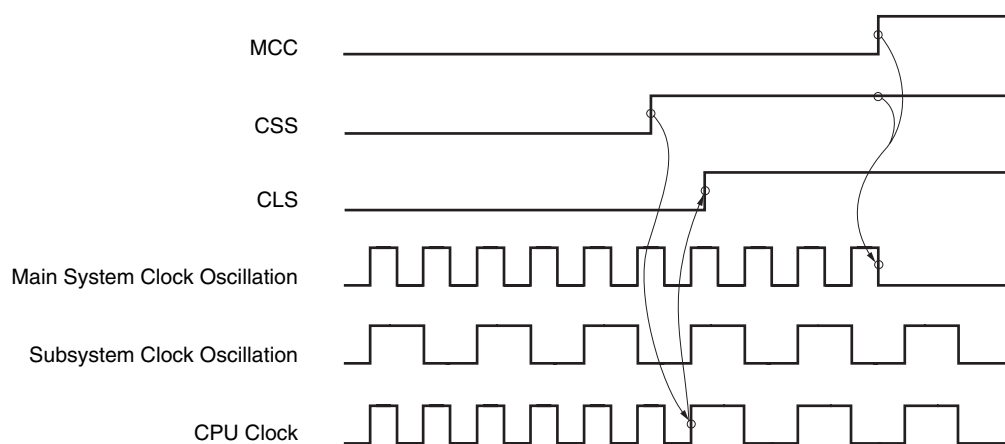 MCC
CSS
CLS
Main System Clock Oscillation
Subsystem Clock Oscillation
CPU Clock